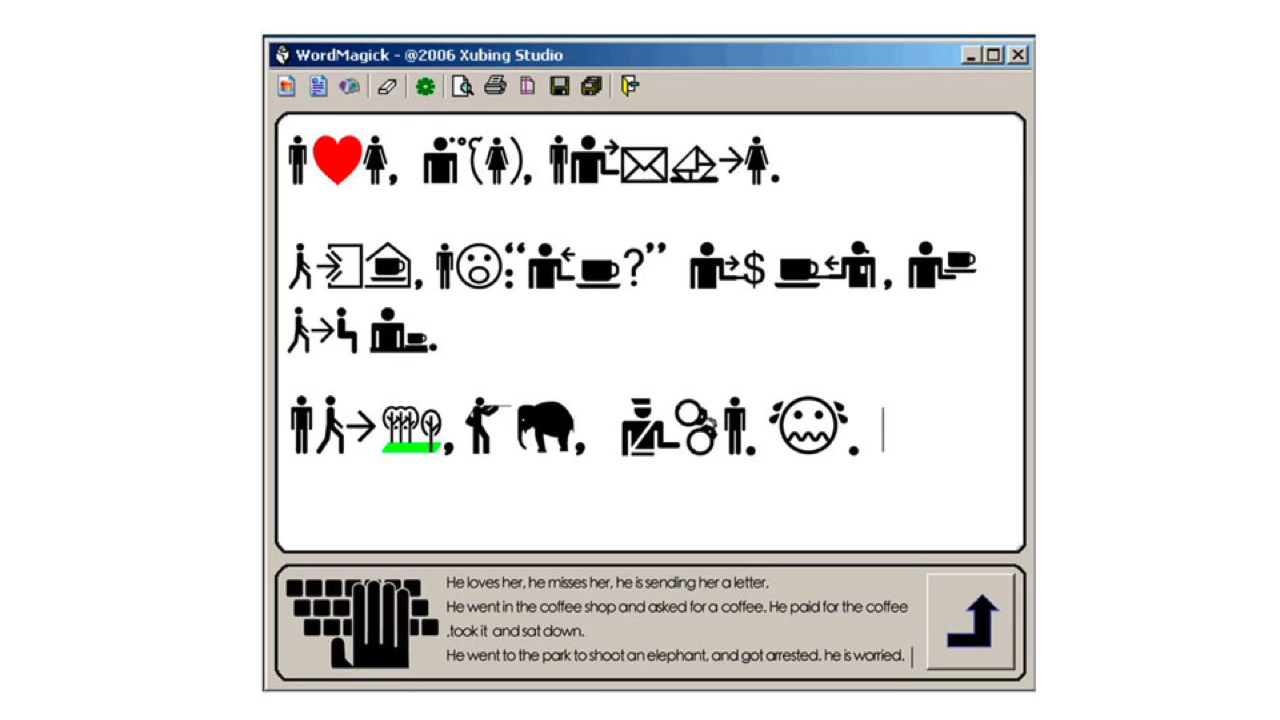 WordMagick - @2006 Xubing Studio
He loves her, he misses her, he is sending her a letter.
He went in the coffee shop and asked for a coffee. He paid for the coffee
,took it and sat down.
He went to the park to shoot an elephant, and got arrested. he is worried.